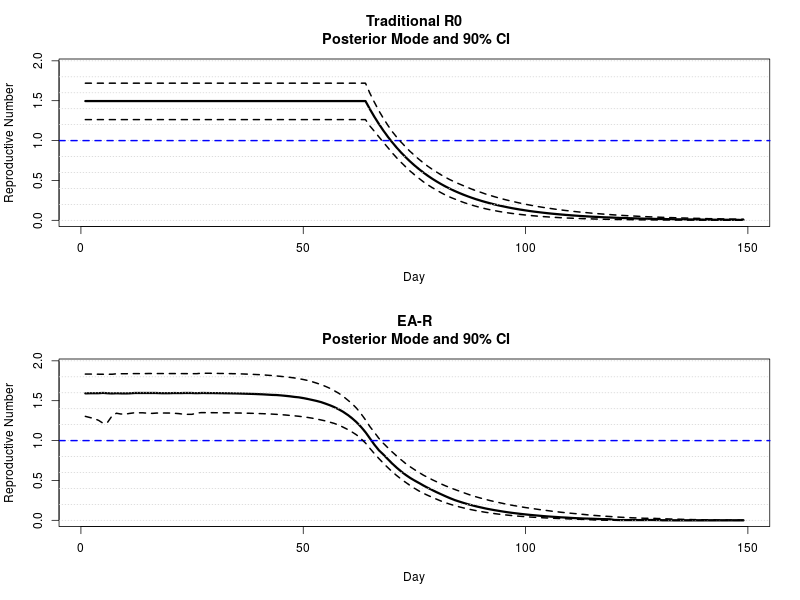 Traditional R0
Posterior Mode and 90% CI
Reproductive Number
2.0
1.5
1.0
0.5
0.0
0 50 100 150
Day
EA-R
Posterior Mode and 90% CI
Reproductive Number
2.0
1.5
1.0
0.5
0.0
0 50 100 150
Day